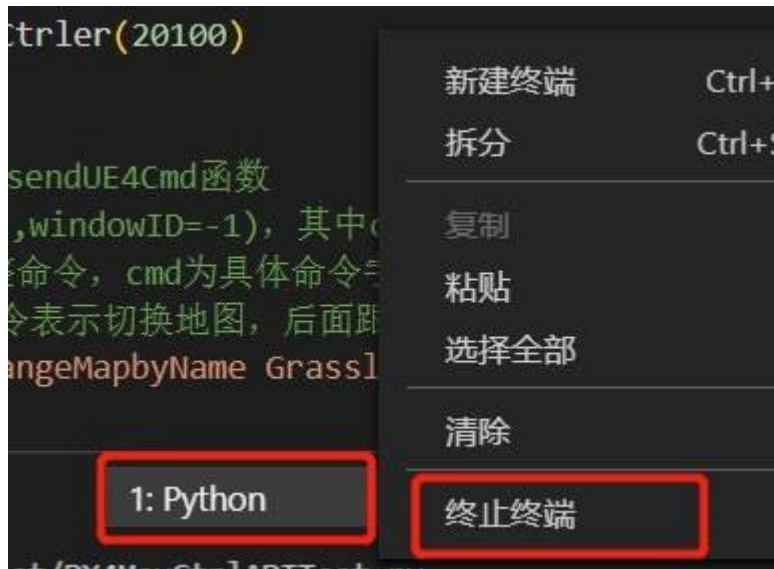 Ctrler(20100)
sendUE4Cmd函数
,windowID=-1), 其中
整命令, cmd为具体命令字
令表示切换地图, 后面跟
angeMapbyName Grassl
1: Python
新建终端 Ctrl+
拆分 Ctrl+S
复制
粘贴
选择全部
清除
终止终端